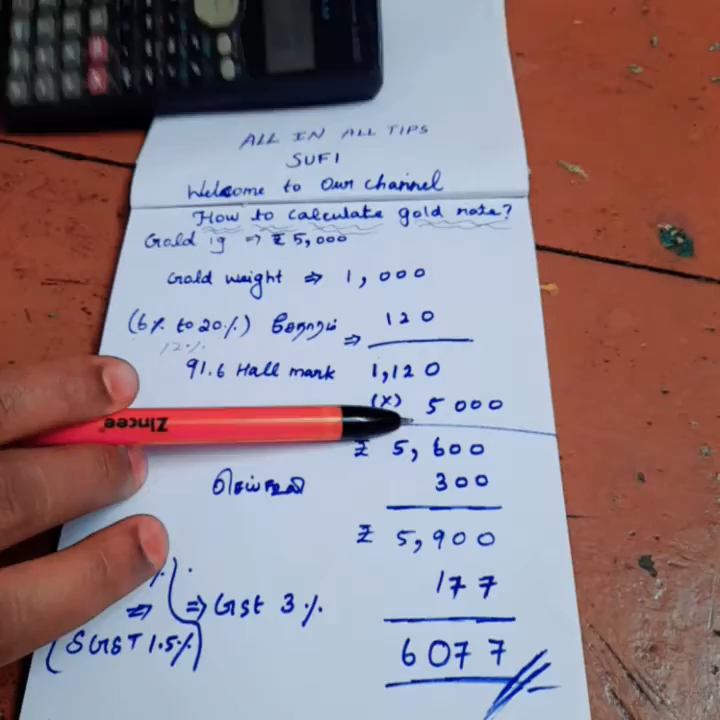 ALL IN ALL TIPS
SUFI
Welcome to Our channel
How to calculate gold rate?
Gold 1g ⇒ ₹ 5,000
Gold weight ⇒ 1,000
(6% to 20%) சேதாரம் ⇒ 120
12%
91.6 Hall mark 1,120
(x) 5000
Zincee
₹ 5,600
செய்கூலி 300
₹ 5,900
177
⇒ GST 3%
(SGST 1.5%)
6077